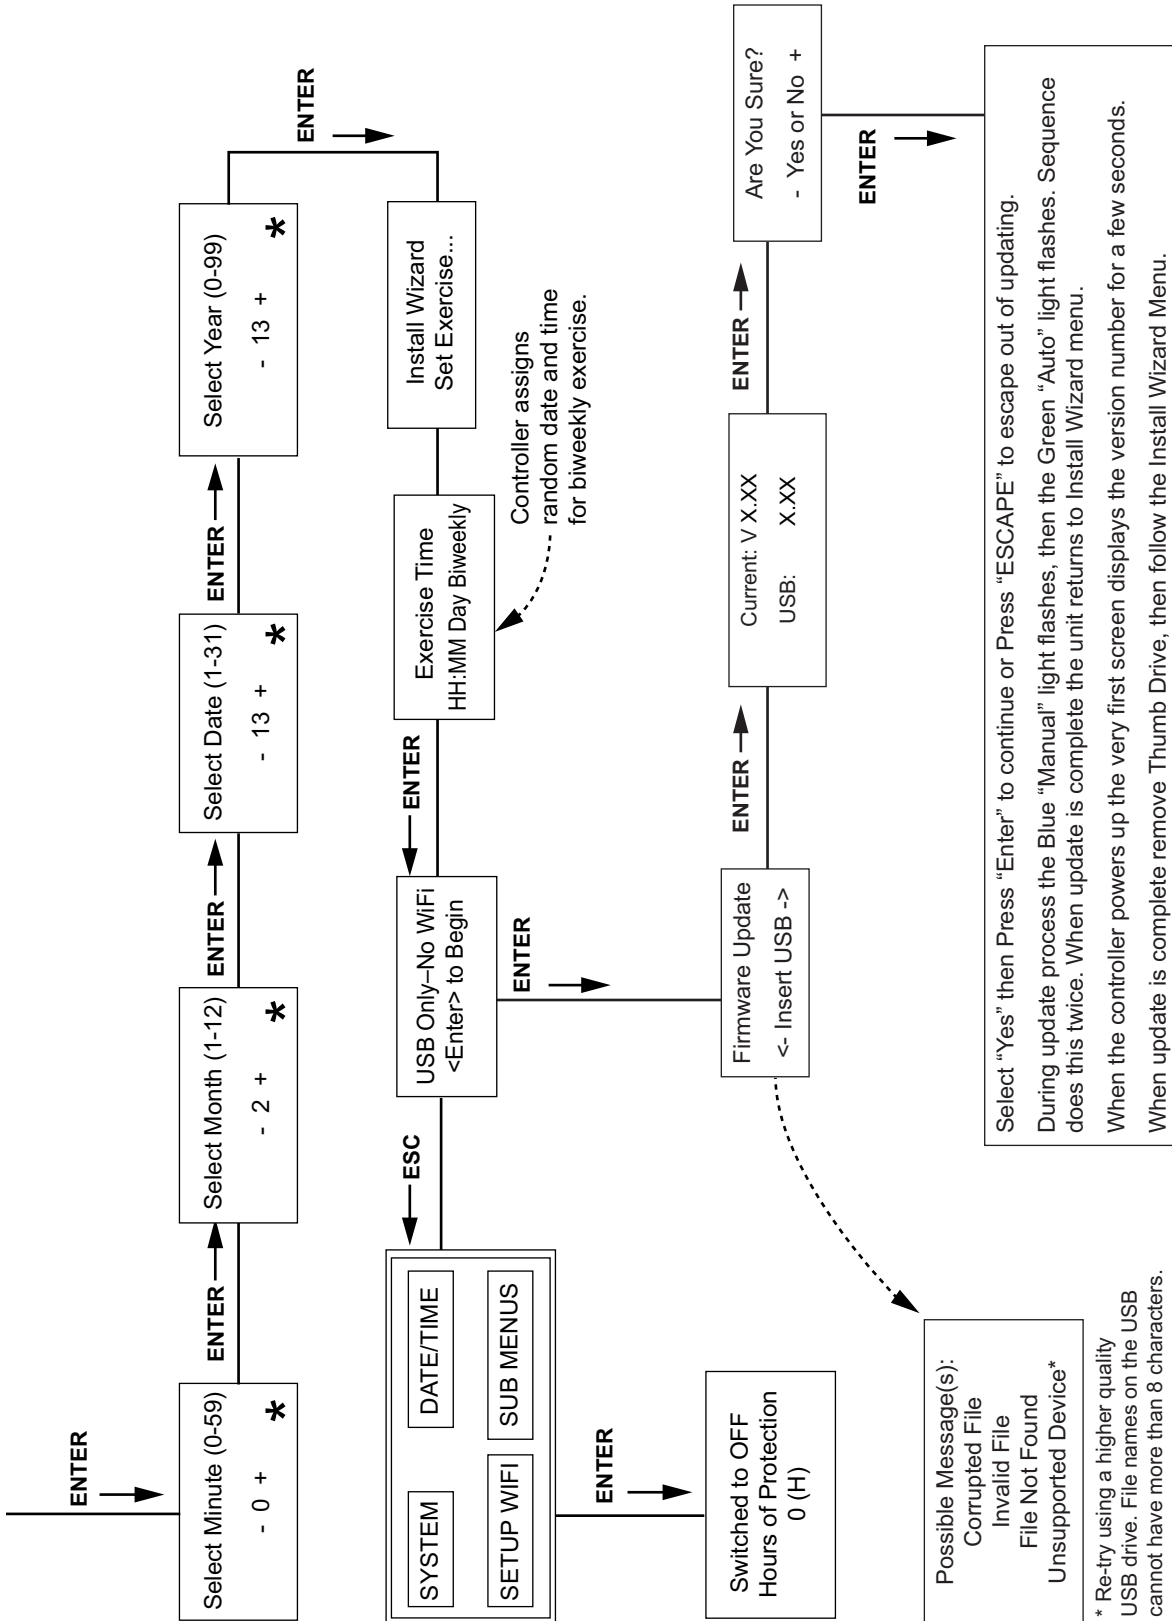 ENTER
Select Minute (0-59)
- 0 +
*
ENTER
Select Month (1-12)
- 2 +
*
ENTER
Select Date (1-31)
- 13 +
*
ENTER
Select Year (0-99)
- 13 +
*
ENTER
Install Wizard
Set Exercise...
Exercise Time
HH:MM Day Biweekly
Controller assigns
random date and time
for biweekly exercise.
ENTER
USB Only–No WiFi
<Enter> to Begin
ESC
SYSTEM
DATE/TIME
SETUP WIFI
SUB MENUS
ENTER
Switched to OFF
Hours of Protection
0 (H)
ENTER
Firmware Update
<- Insert USB ->
ENTER
Current: V X.XX
USB: X.XX
ENTER
Are You Sure?
- Yes or No +
ENTER
Possible Message(s):
Corrupted File
Invalid File
File Not Found
Unsupported Device*
* Re-try using a higher quality
USB drive. File names on the USB
cannot have more than 8 characters.
Select “Yes” then Press “Enter” to continue or Press “ESCAPE” to escape out of updating.
During update process the Blue “Manual” light flashes, then the Green “Auto” light flashes. Sequence
does this twice. When update is complete the unit returns to Install Wizard menu.
When the controller powers up the very first screen displays the version number for a few seconds.
When update is complete remove Thumb Drive, then follow the Install Wizard Menu.